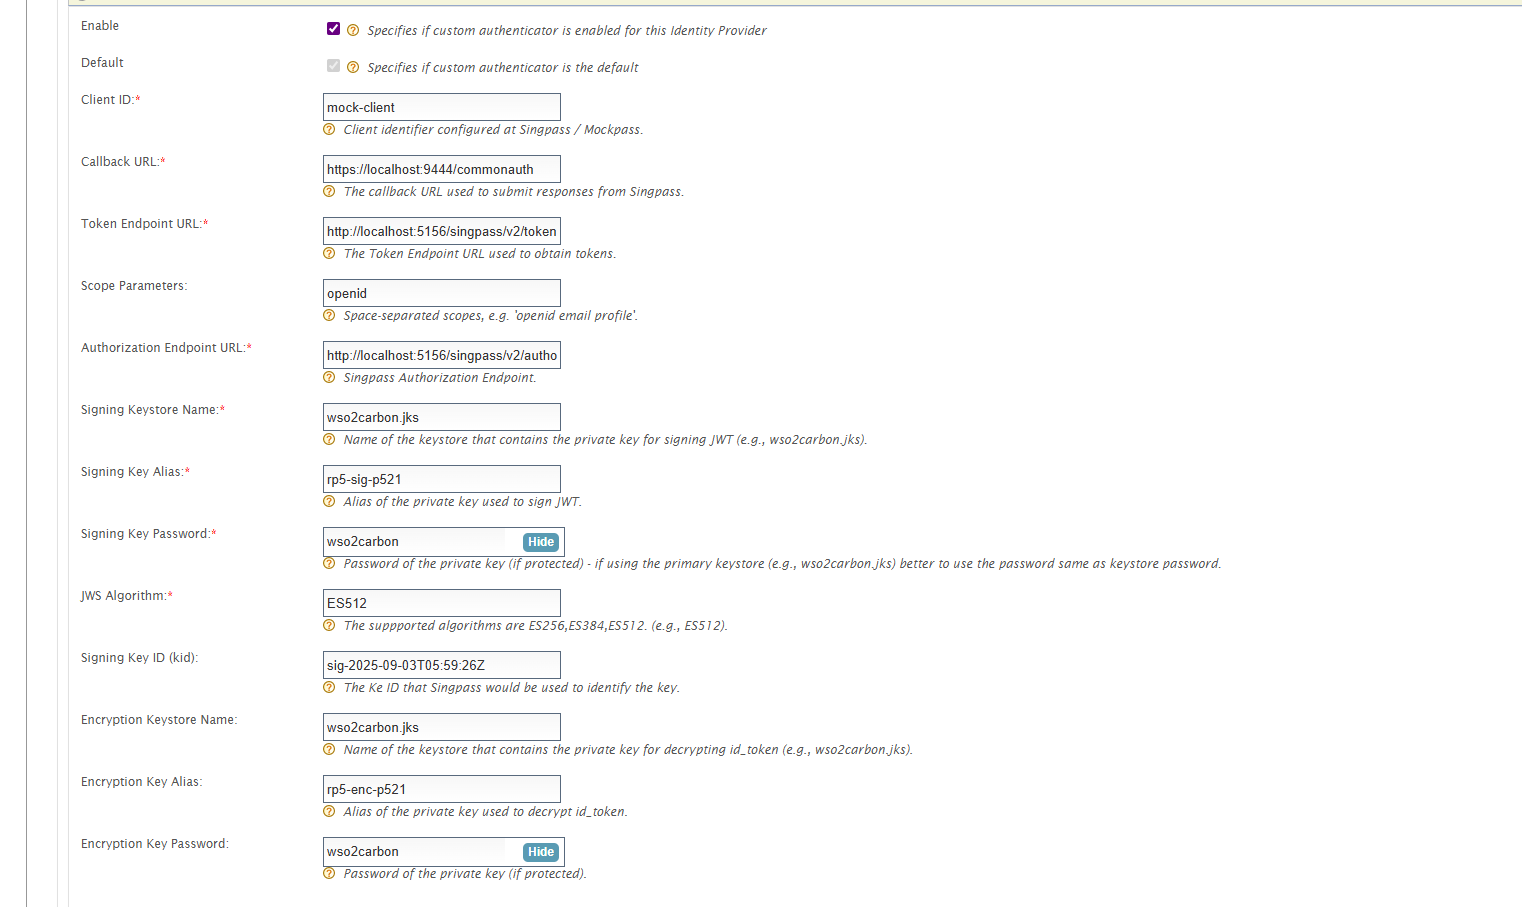 Enable
Specifies if custom authenticator is enabled for this Identity Provider
Default
Specifies if custom authenticator is the default
Client ID:*
mock-client
Client identifier configured at Singpass / Mockpass.
Callback URL:*
https://localhost:9444/commonauth
The callback URL used to submit responses from Singpass.
Token Endpoint URL:*
http://localhost:5156/singpass/v2/token
The Token Endpoint URL used to obtain tokens.
Scope Parameters:
openid
Space-separated scopes, e.g. 'openid email profile'.
Authorization Endpoint URL:*
http://localhost:5156/singpass/v2/autho
Singpass Authorization Endpoint.
Signing Keystore Name:*
wso2carbon.jks
Name of the keystore that contains the private key for signing JWT (e.g., wso2carbon.jks).
Signing Key Alias:*
rp5-sig-p521
Alias of the private key used to sign JWT.
Signing Key Password:*
wso2carbon
Hide
Password of the private key (if protected) - if using the primary keystore (e.g., wso2carbon.jks) better to use the password same as keystore password.
JWS Algorithm:*
ES512
The suppported algorithms are ES256,ES384,ES512. (e.g., ES512).
Signing Key ID (kid):
sig-2025-09-03T05:59:26Z
The Ke ID that Singpass would be used to identify the key.
Encryption Keystore Name:
wso2carbon.jks
Name of the keystore that contains the private key for decrypting id_token (e.g., wso2carbon.jks).
Encryption Key Alias:
rp5-enc-p521
Alias of the private key used to decrypt id_token.
Encryption Key Password:
wso2carbon
Hide
Password of the private key (if protected).